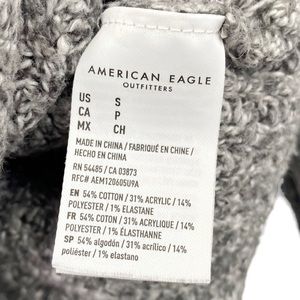 AMERICAN EAGLE
OUTFITTERS
US S
CA P
MX CH
MADE IN CHINA / FABRIQUÉ EN CHINE /
HECHO EN CHINA
RN 54485 / CA 03873
RFC# AEM120605U9A
EN 54% COTTON / 31% ACRYLIC / 14%
POLYESTER / 1% ELASTANE
FR 54% COTON / 31% ACRYLIQUE / 14%
POLYESTER / 1% ÉLASTHANNE
SP 54% algodón / 31% acrílico / 14%
poliéster / 1% elastano